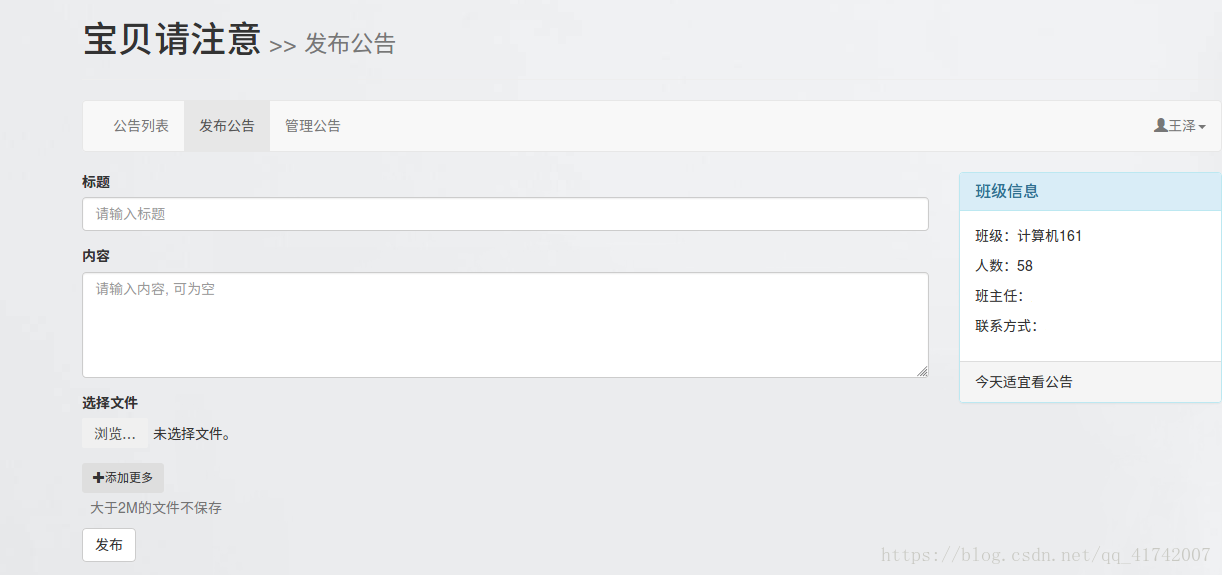 宝贝请注意 >> 发布公告
公告列表 发布公告 管理公告 王泽
标题
请输入标题
内容
请输入内容, 可为空
选择文件
浏览... 未选择文件。
添加更多
大于2M的文件不保存
发布
班级信息
班级：计算机161
人数：58
班主任：
联系方式：
今天适宜看公告
https://blog.csdn.net/qq_41742007